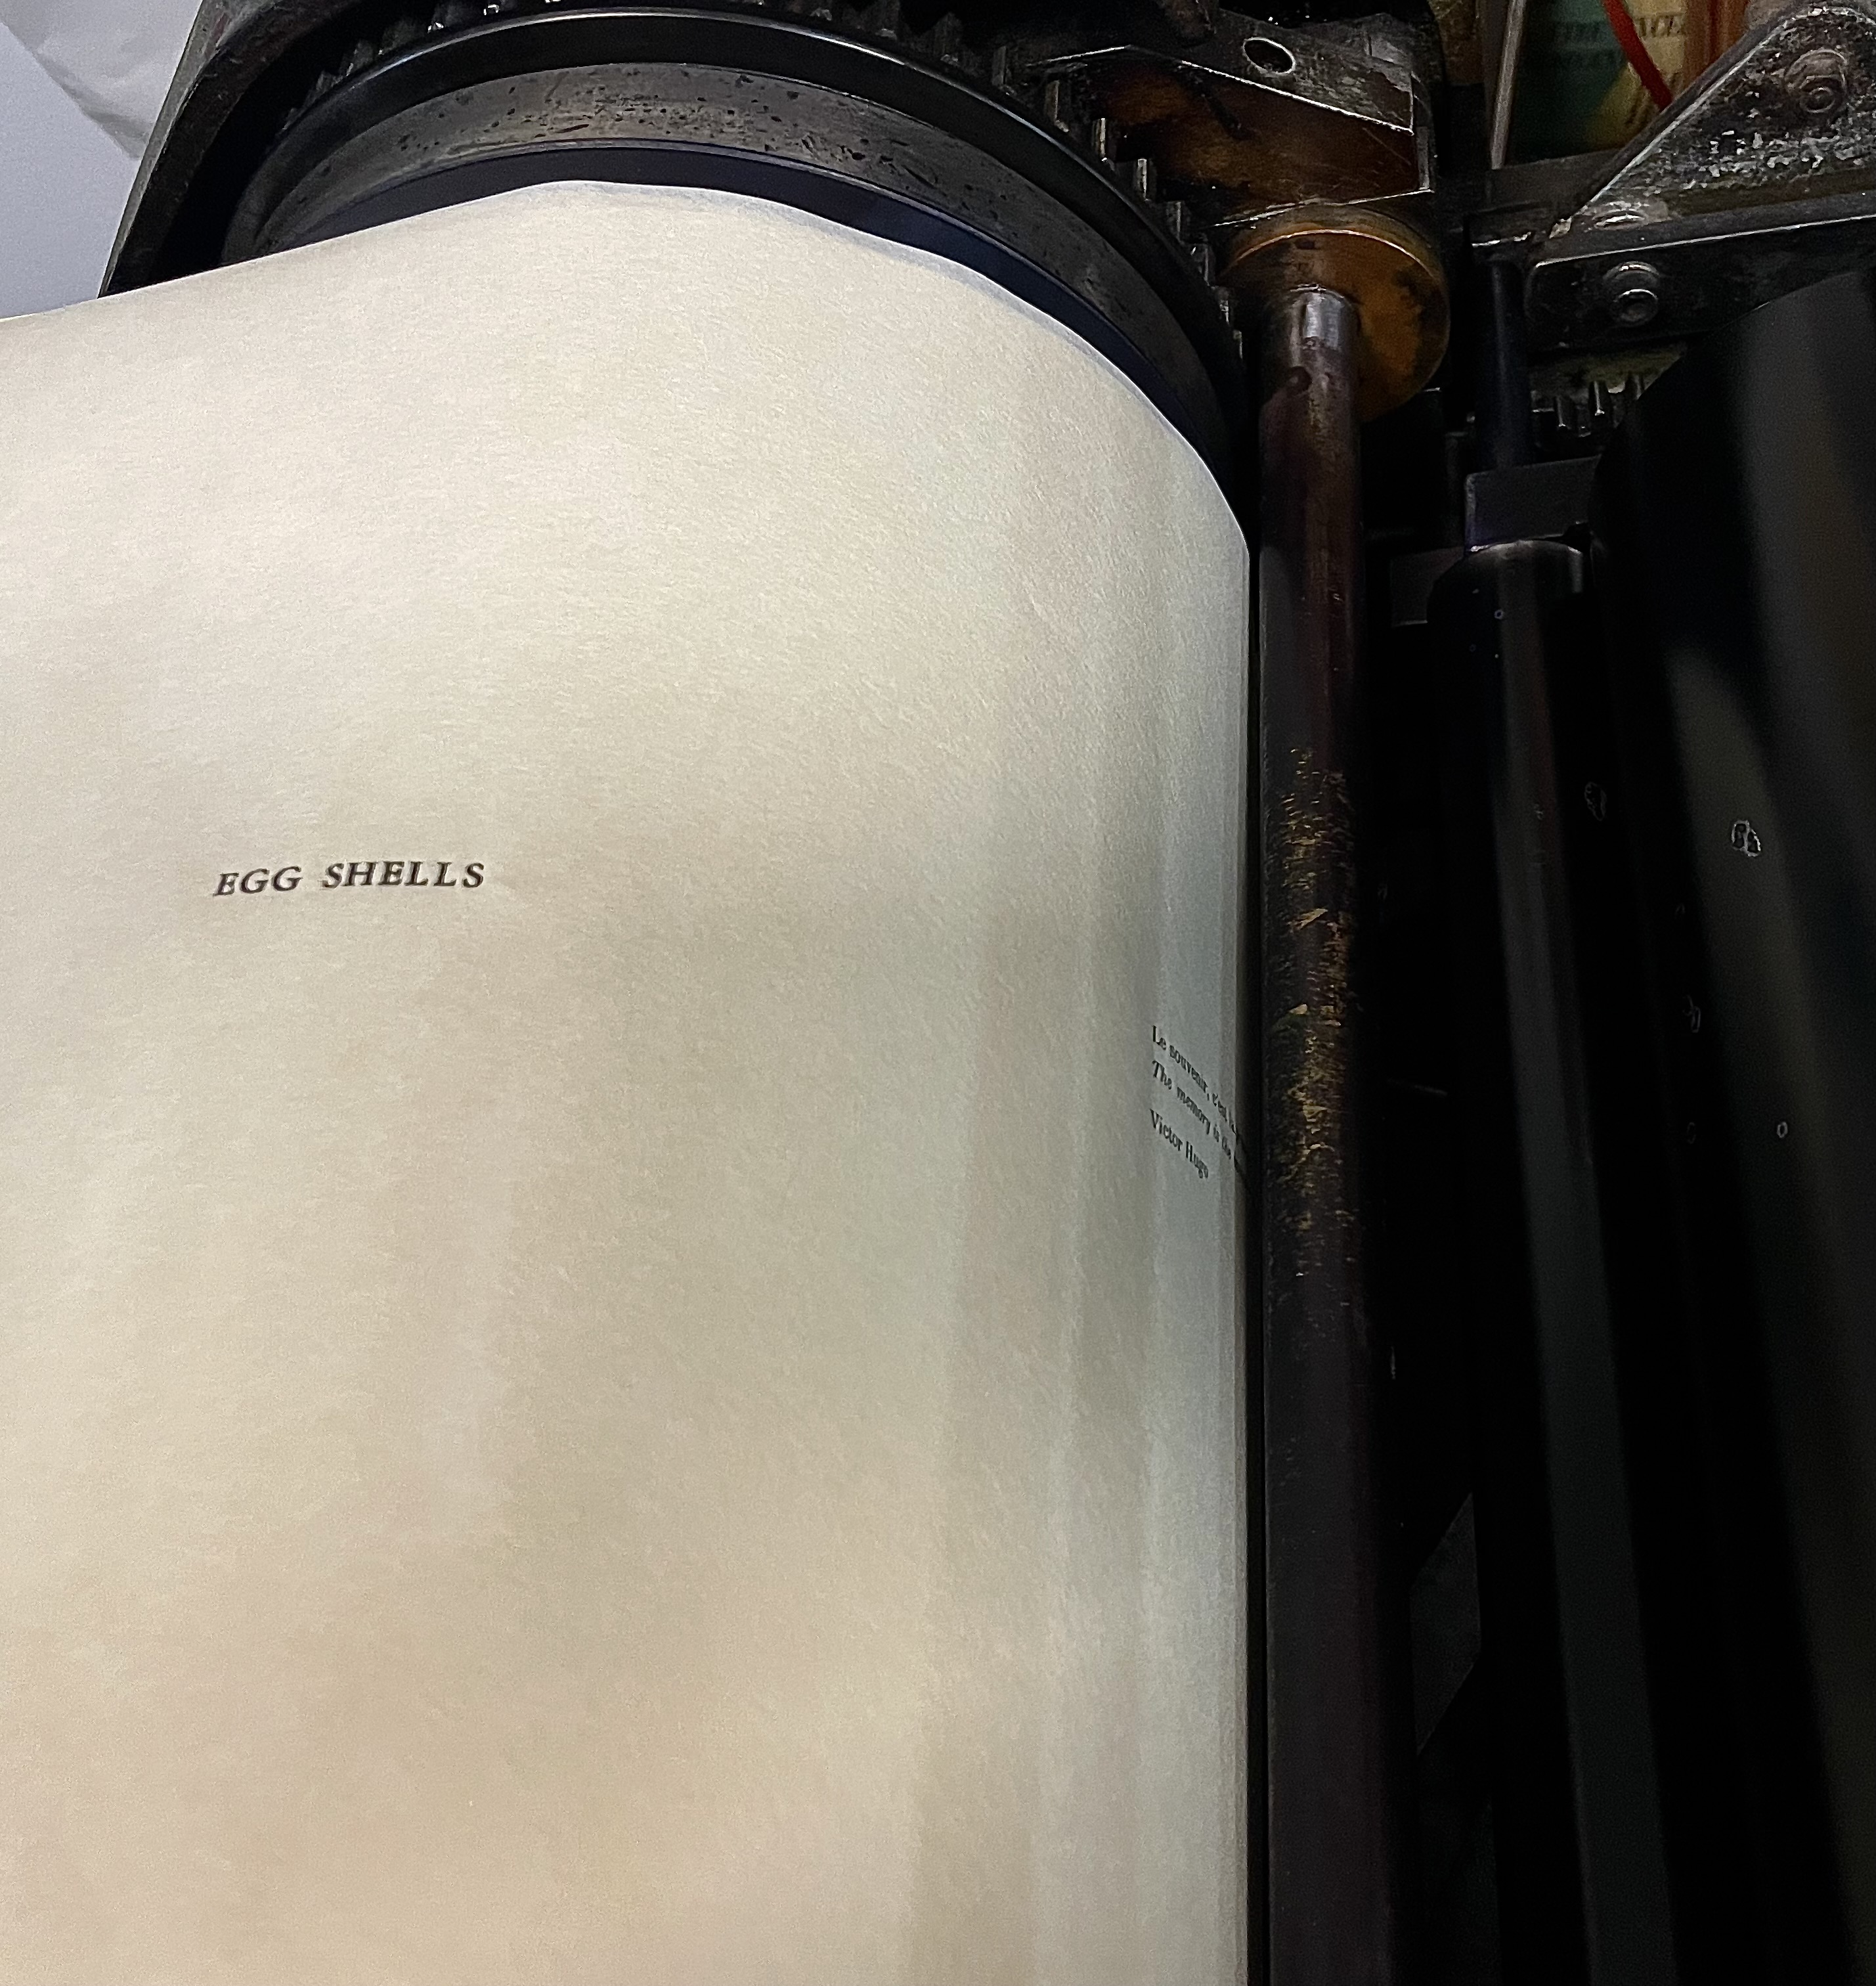 EGG SHELLS
Le souvenir, c'est la
The memory is the
Victor Hugo